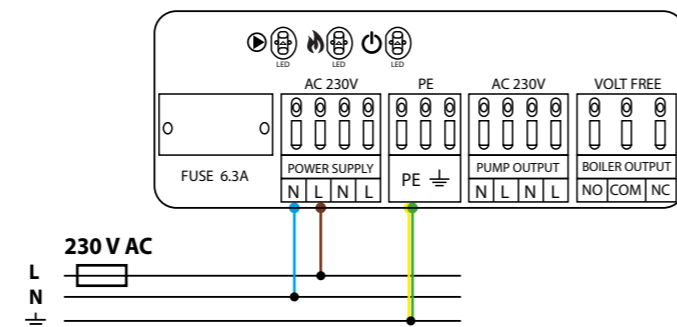 LED LED LED
AC 230V PE AC 230V VOLT FREE
FUSE 6.3A
POWER SUPPLY PE PUMP OUTPUT BOILER OUTPUT
N L N L N L N L NO COM NC
230 V AC
L
N